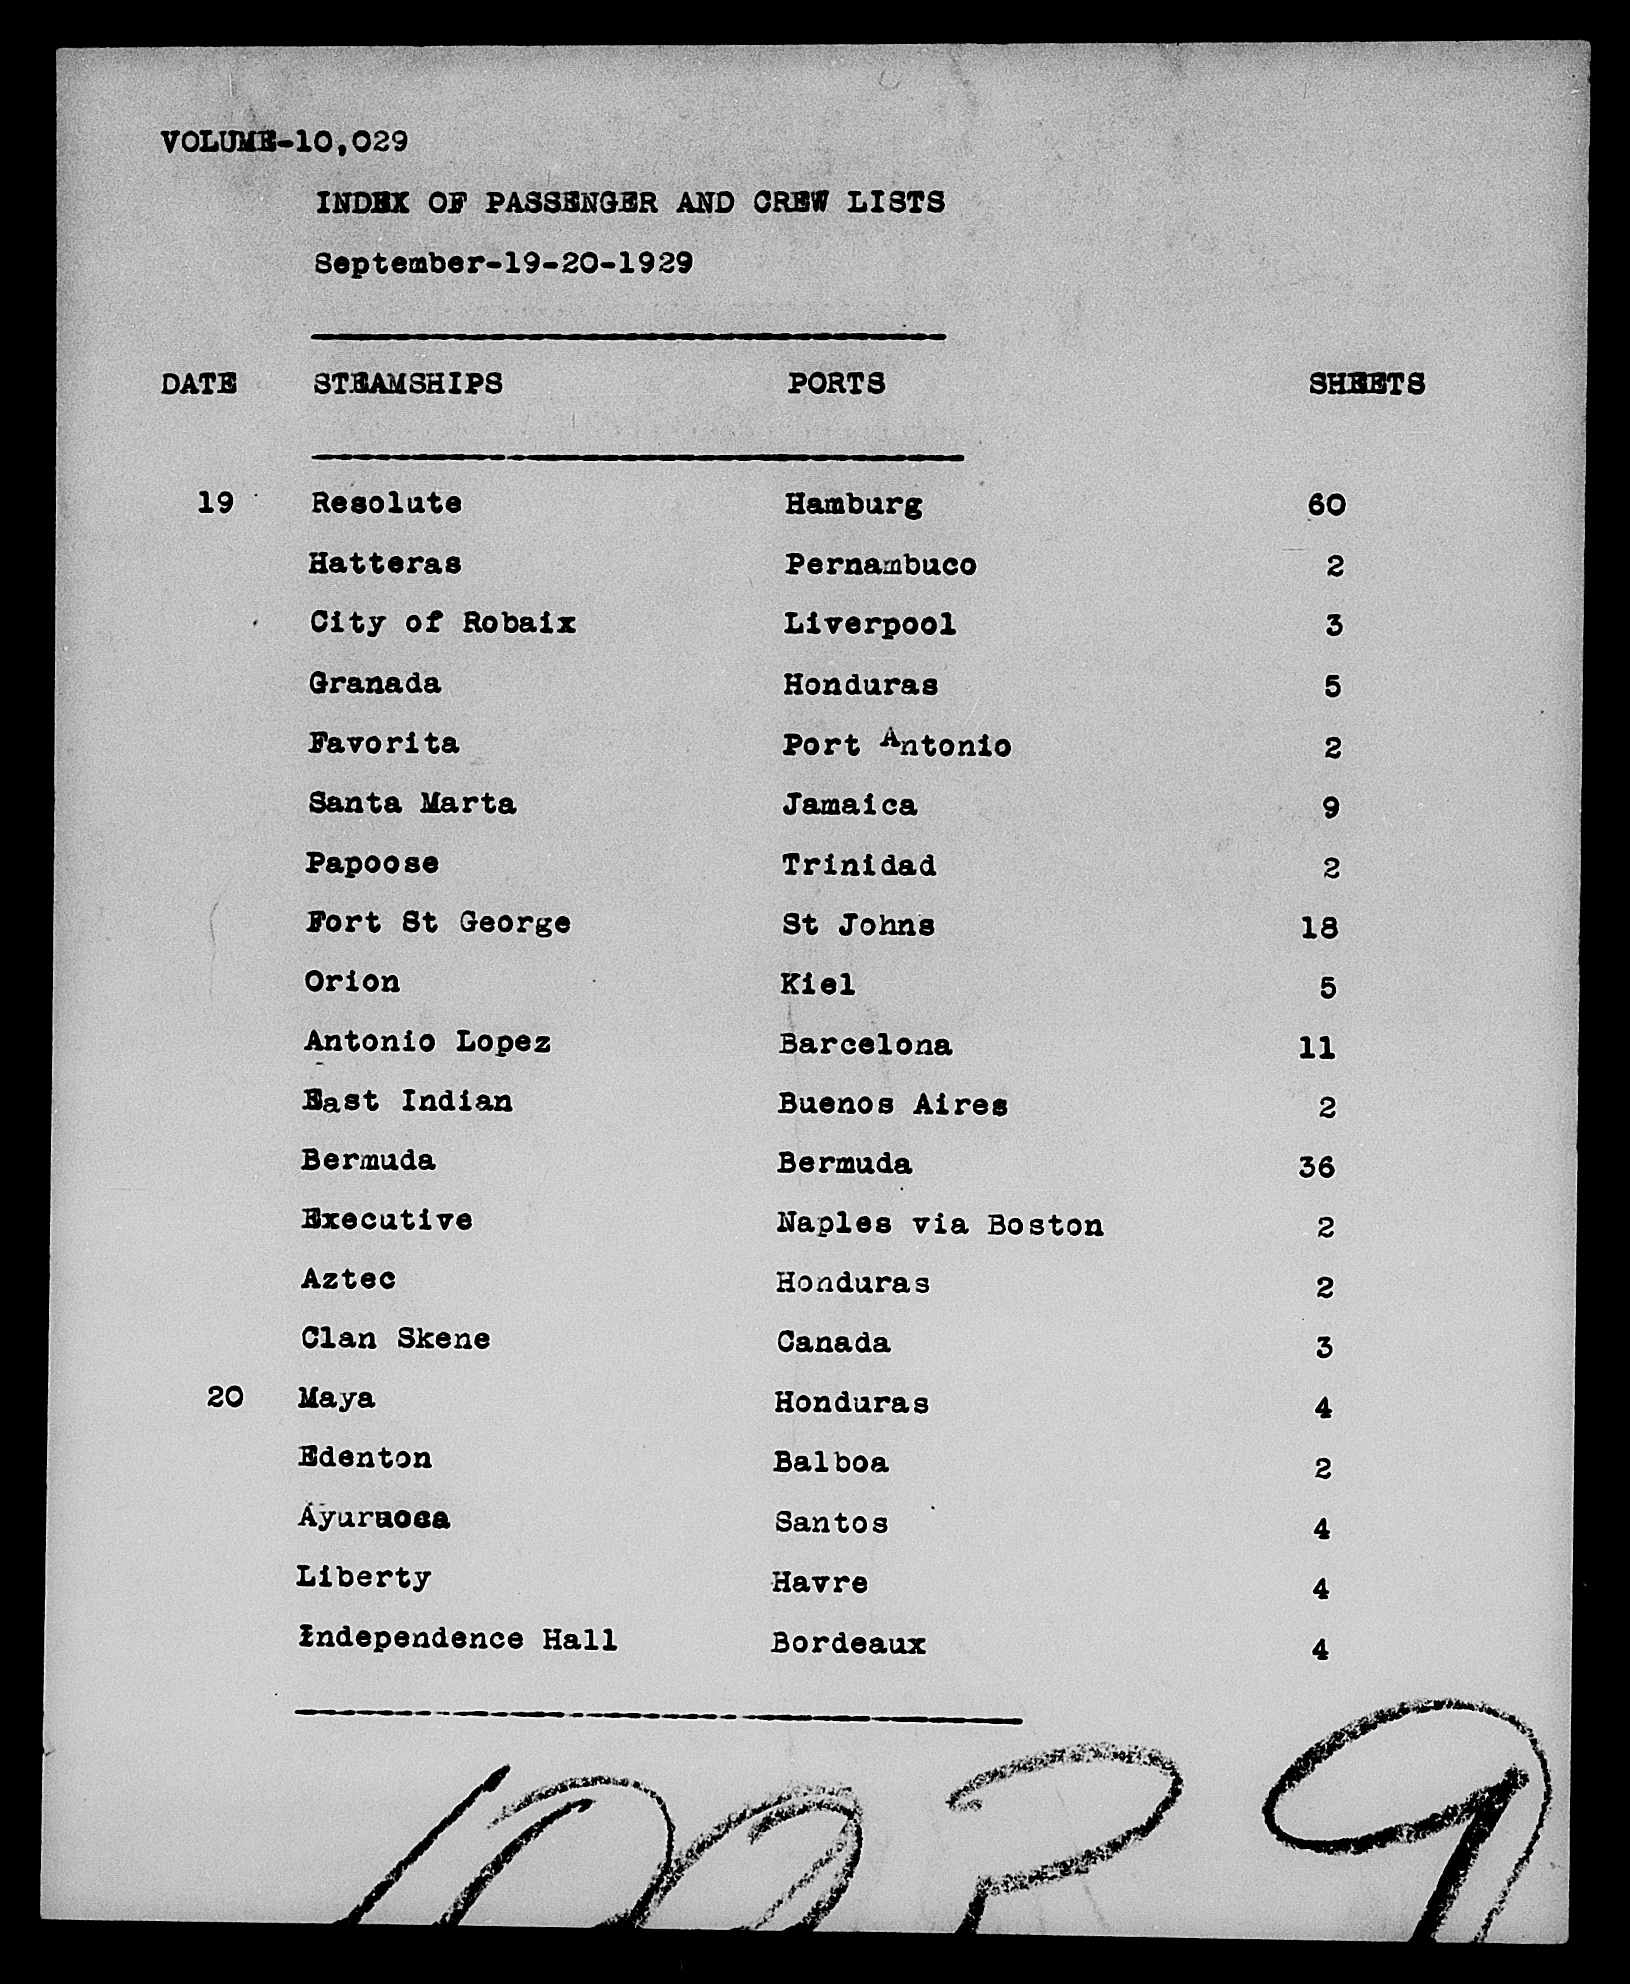 VOLUME-10,029
INDEX OF PASSENGER AND CREW LISTS
September-19-20-1929
DATE STEAMSHIPS PORTS SHEETS
19 Resolute Hamburg 60
Hatteras Pernambuco 2
City of Robaix Liverpool 3
Granada Honduras 5
Favorita Port Antonio 2
Santa Marta Jamaica 9
Papoose Trinidad 2
Fort St George St Johns 18
Orion Kiel 5
Antonio Lopez Barcelona 11
East Indian Buenos Aires 2
Bermuda Bermuda 36
Executive Naples via Boston 2
Aztec Honduras 2
Clan Skene Canada 3
20 Maya Honduras 4
Edenton Balboa 2
Ayuruoca Santos 4
Liberty Havre 4
Independence Hall Bordeaux 4
10029